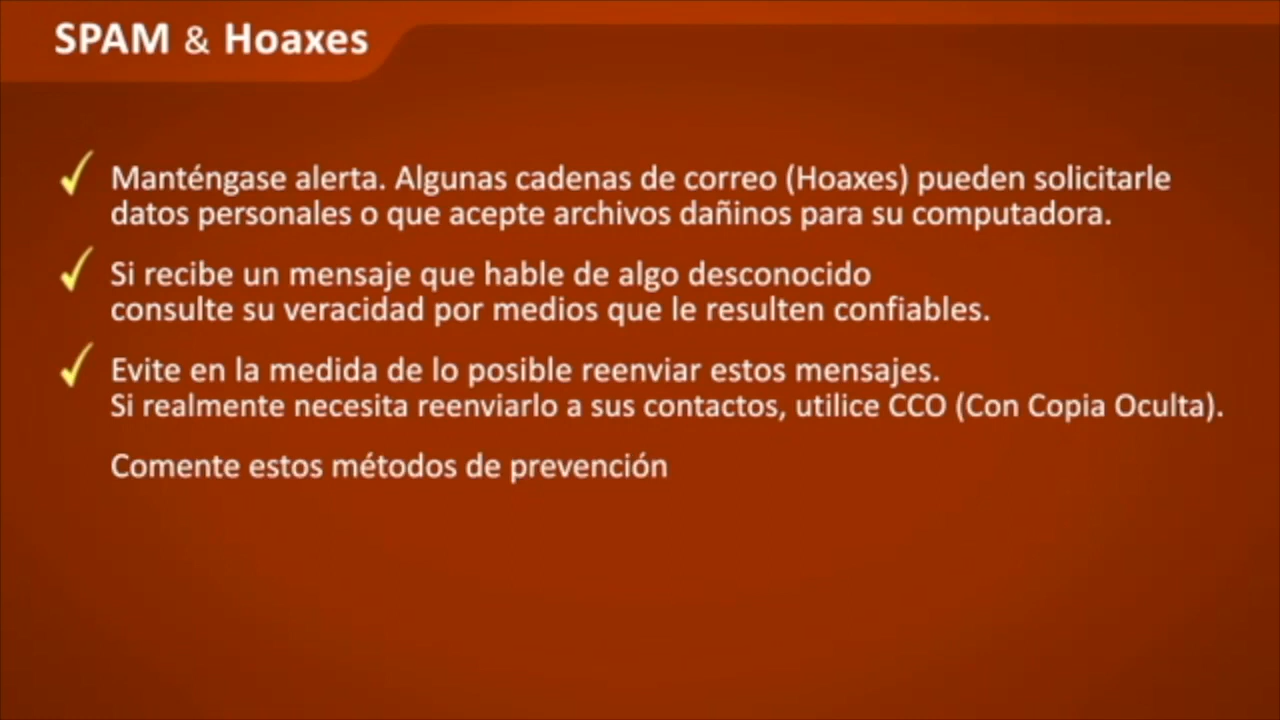 SPAM & Hoaxes
Manténgase alerta. Algunas cadenas de correo (Hoaxes) pueden solicitarle
datos personales o que acepte archivos dañinos para su computadora.
Si recibe un mensaje que hable de algo desconocido
consulte su veracidad por medios que le resulten confiables.
Evite en la medida de lo posible reenviar estos mensajes.
Si realmente necesita reenviarlo a sus contactos, utilice CCO (Con Copia Oculta).
Comente estos métodos de prevención